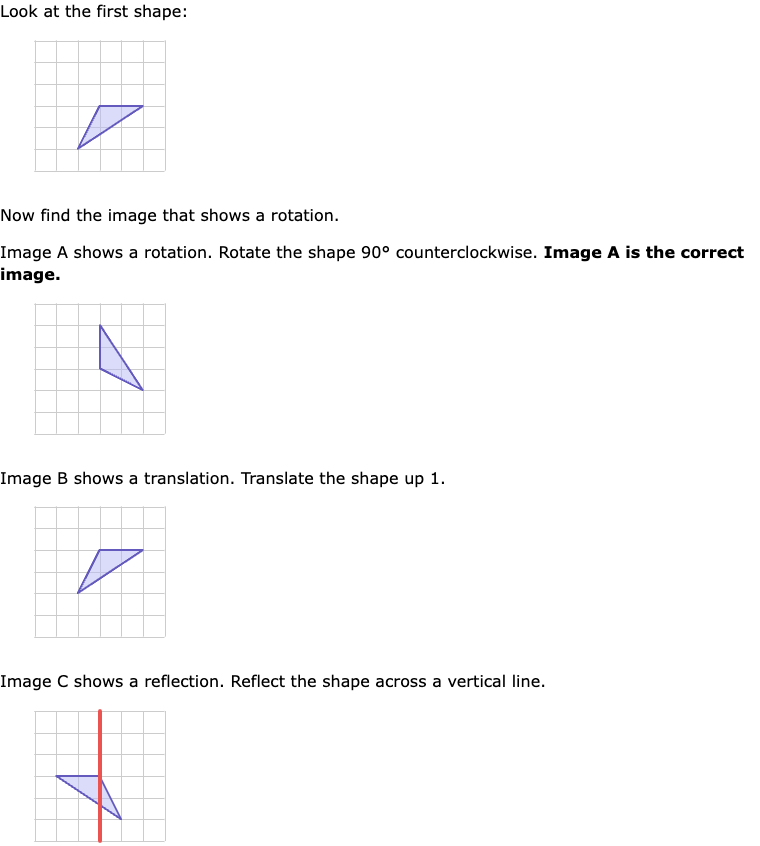 Look at the first shape:
Now find the image that shows a rotation.
Image A shows a rotation. Rotate the shape 90° counterclockwise. Image A is the correct
image.
Image B shows a translation. Translate the shape up 1.
Image C shows a reflection. Reflect the shape across a vertical line.